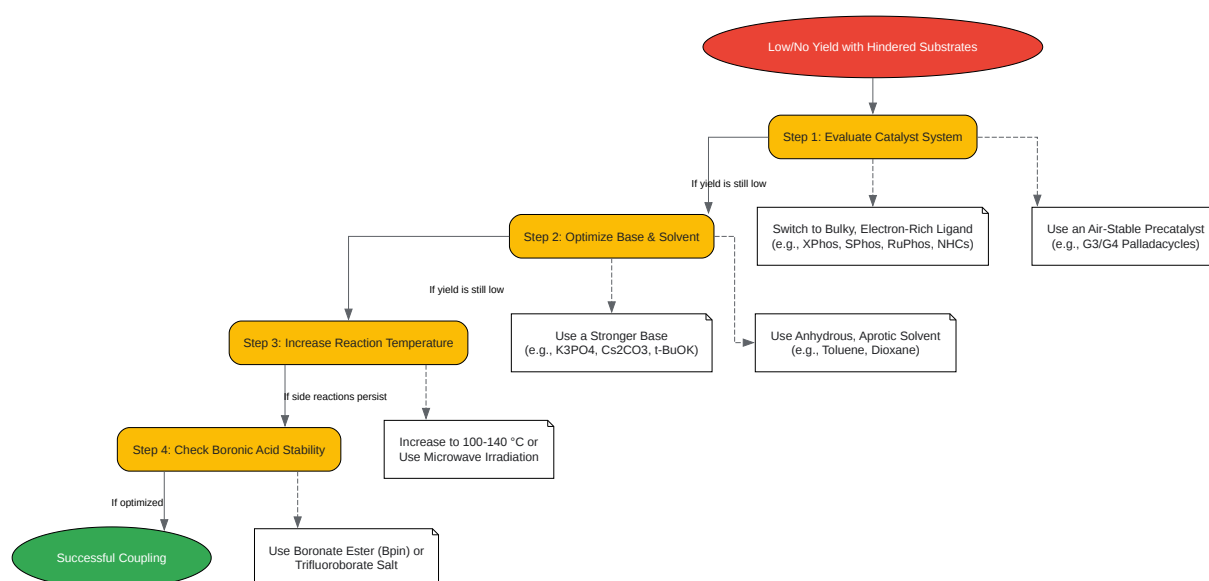 Low/No Yield with Hindered Substrates
Step 1: Evaluate Catalyst System
If yield is still low
Switch to Bulky, Electron-Rich Ligand
(e.g., XPhos, SPhos, RuPhos, NHCs)
Use an Air-Stable Precatalyst
(e.g., G3/G4 Palladacycles)
Step 2: Optimize Base & Solvent
If yield is still low
Use a Stronger Base
(e.g., K3PO4, Cs2CO3, t-BuOK)
Use Anhydrous, Aprotic Solvent
(e.g., Toluene, Dioxane)
Step 3: Increase Reaction Temperature
If side reactions persist
Increase to 100-140 °C or
Use Microwave Irradiation
Step 4: Check Boronic Acid Stability
If optimized
Use Boronate Ester (Bpin) or
Trifluoroborate Salt
Successful Coupling